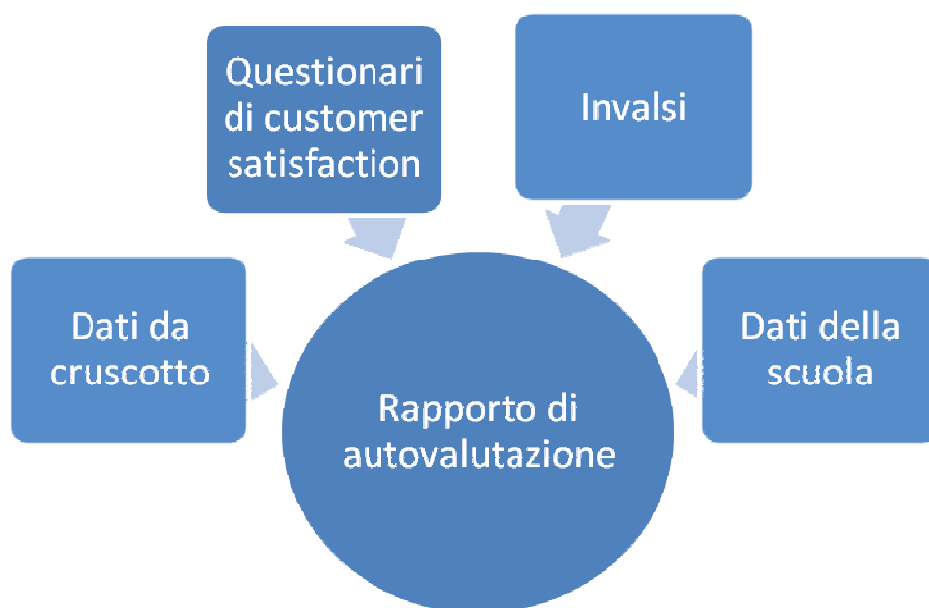 Questionari
di customer
satisfaction
Invalsi
Dati da
cruscotto
Dati della
scuola
Rapporto di
autovalutazione